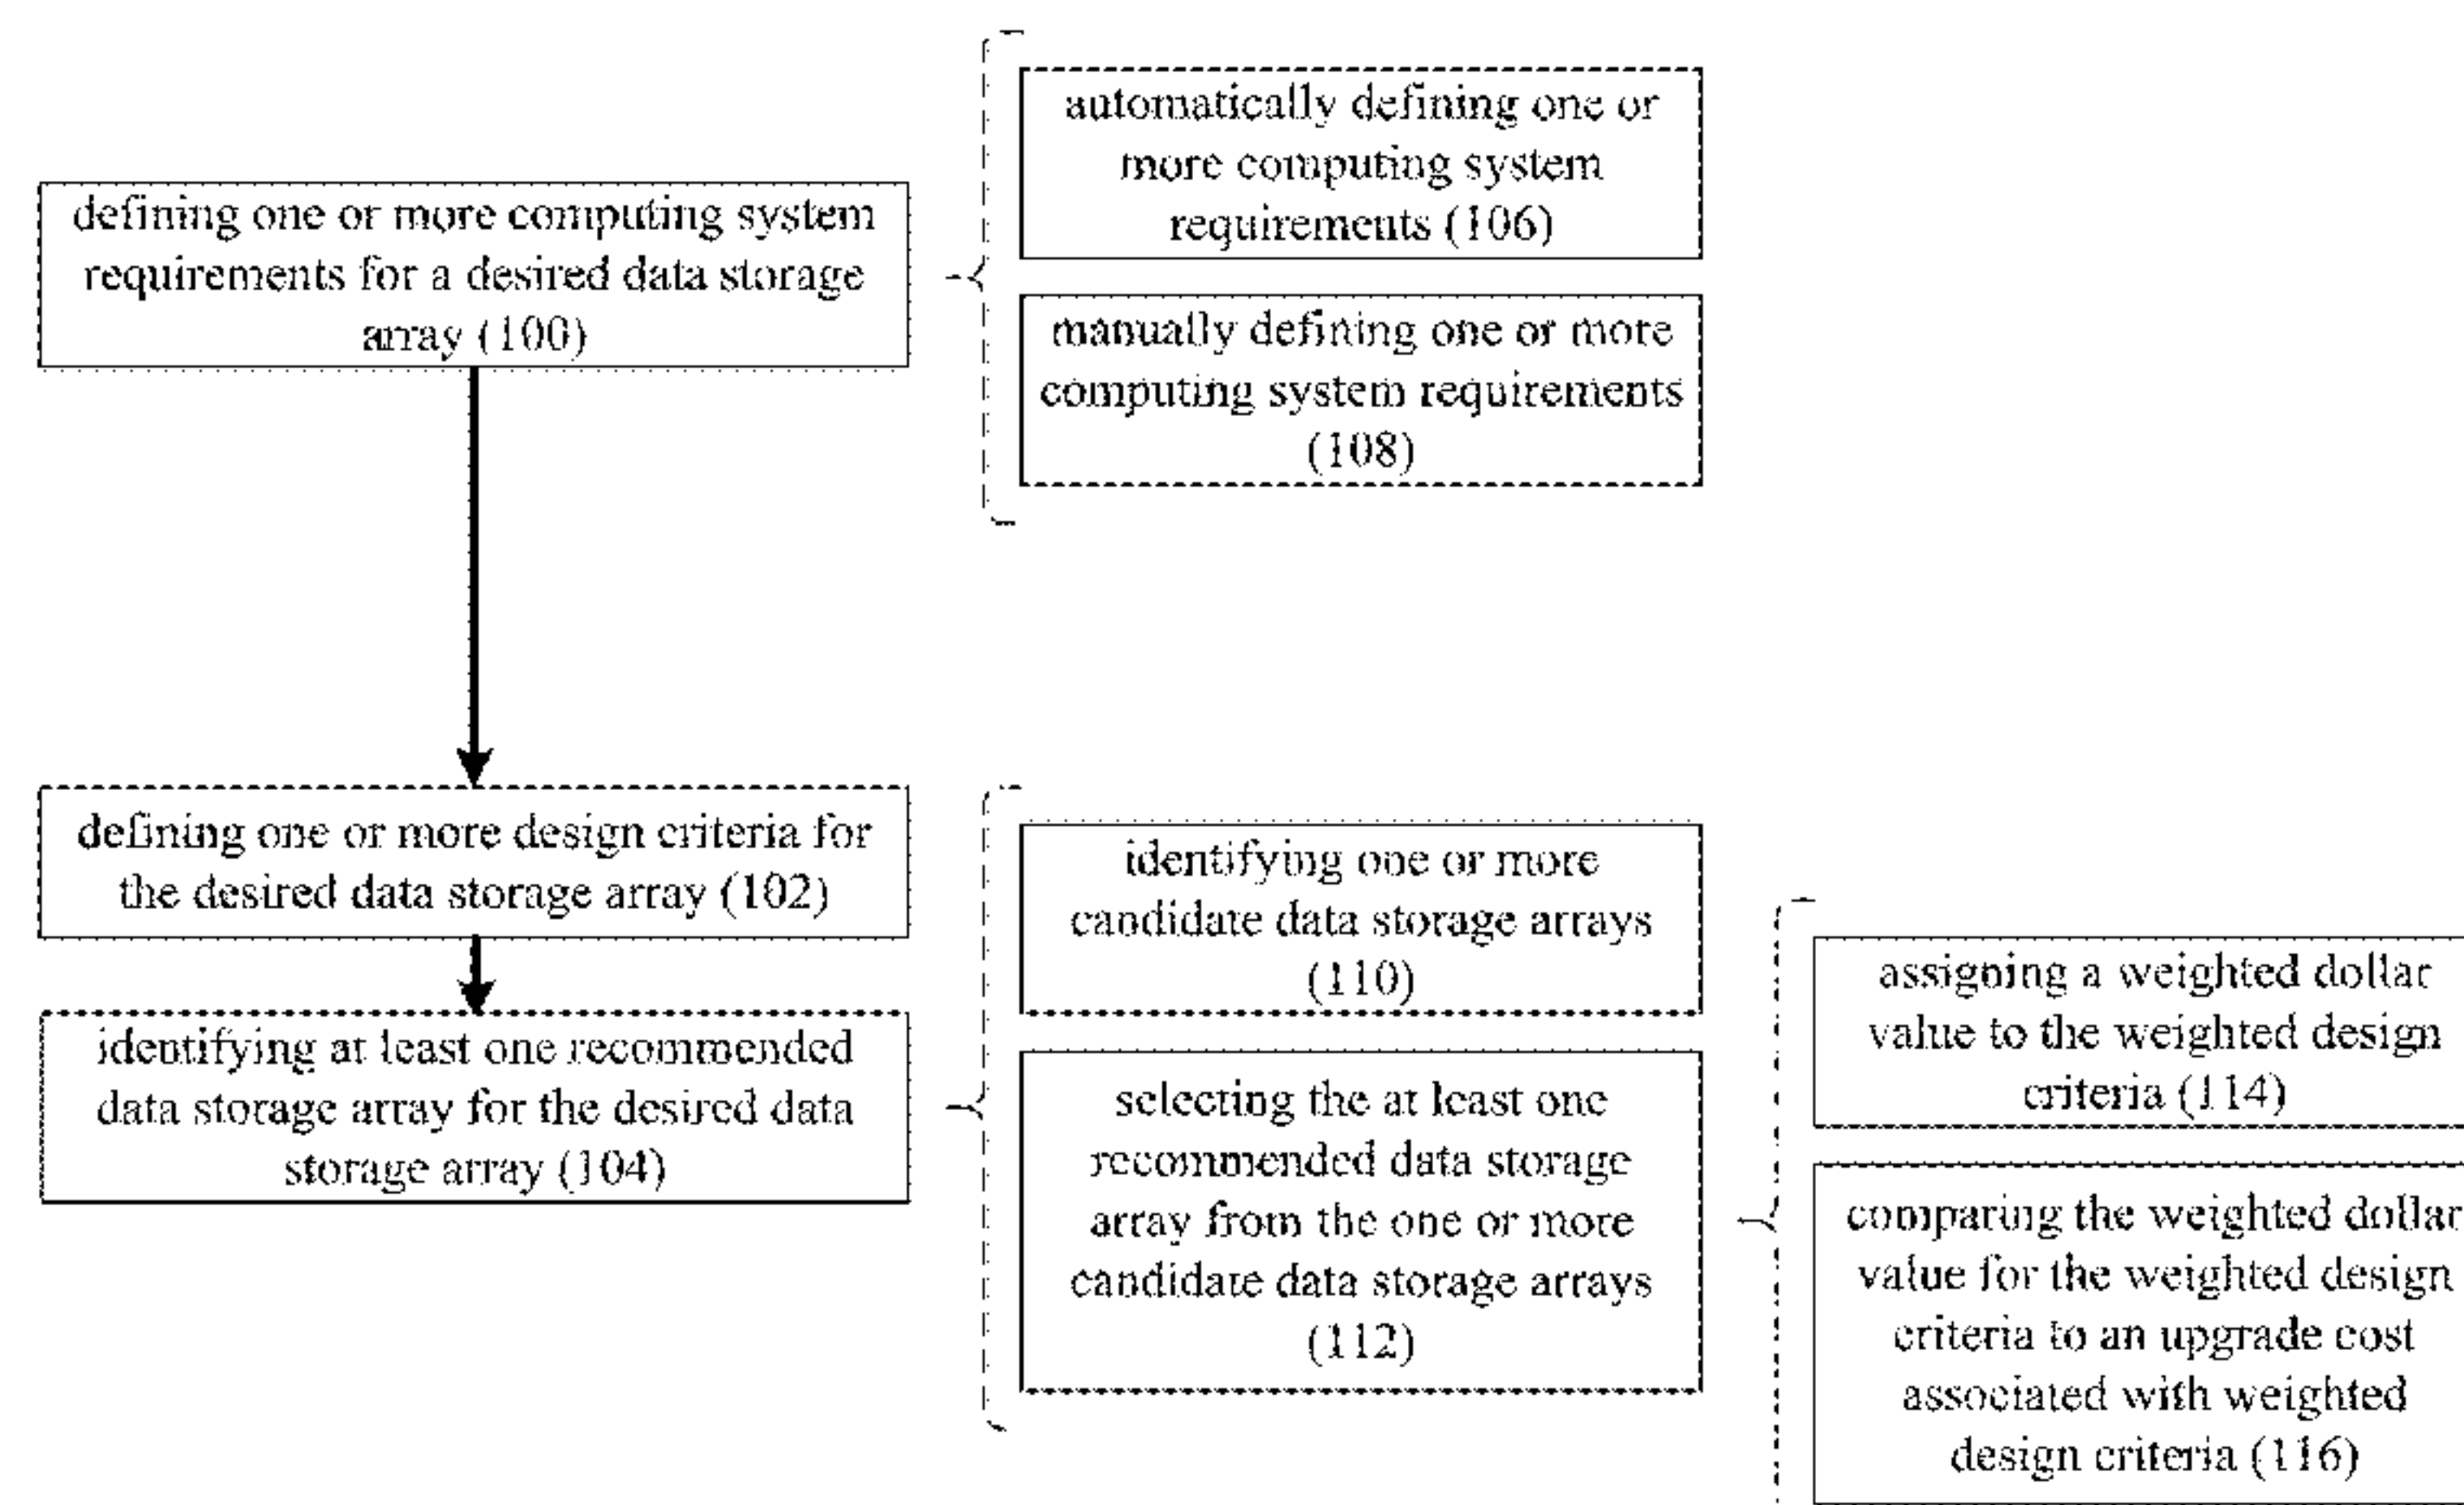 defining one or more computing system
requirements for a desired data storage
array (100)
automatically defining one or
more computing system
requirements (106)
manually defining one or more
computing system requirements
(108)
defining one or more design criteria for
the desired data storage array (102)
identifying at least one recommended
data storage array for the desired data
storage array (104)
identifying one or more
candidate data storage arrays
(110)
selecting the at least one
recommended data storage
array from the one or more
candidate data storage arrays
(112)
assigning a weighted dollar
value to the weighted design
criteria (114)
comparing the weighted dollar
value for the weighted design
criteria to an upgrade cost
associated with weighted
design criteria (116)